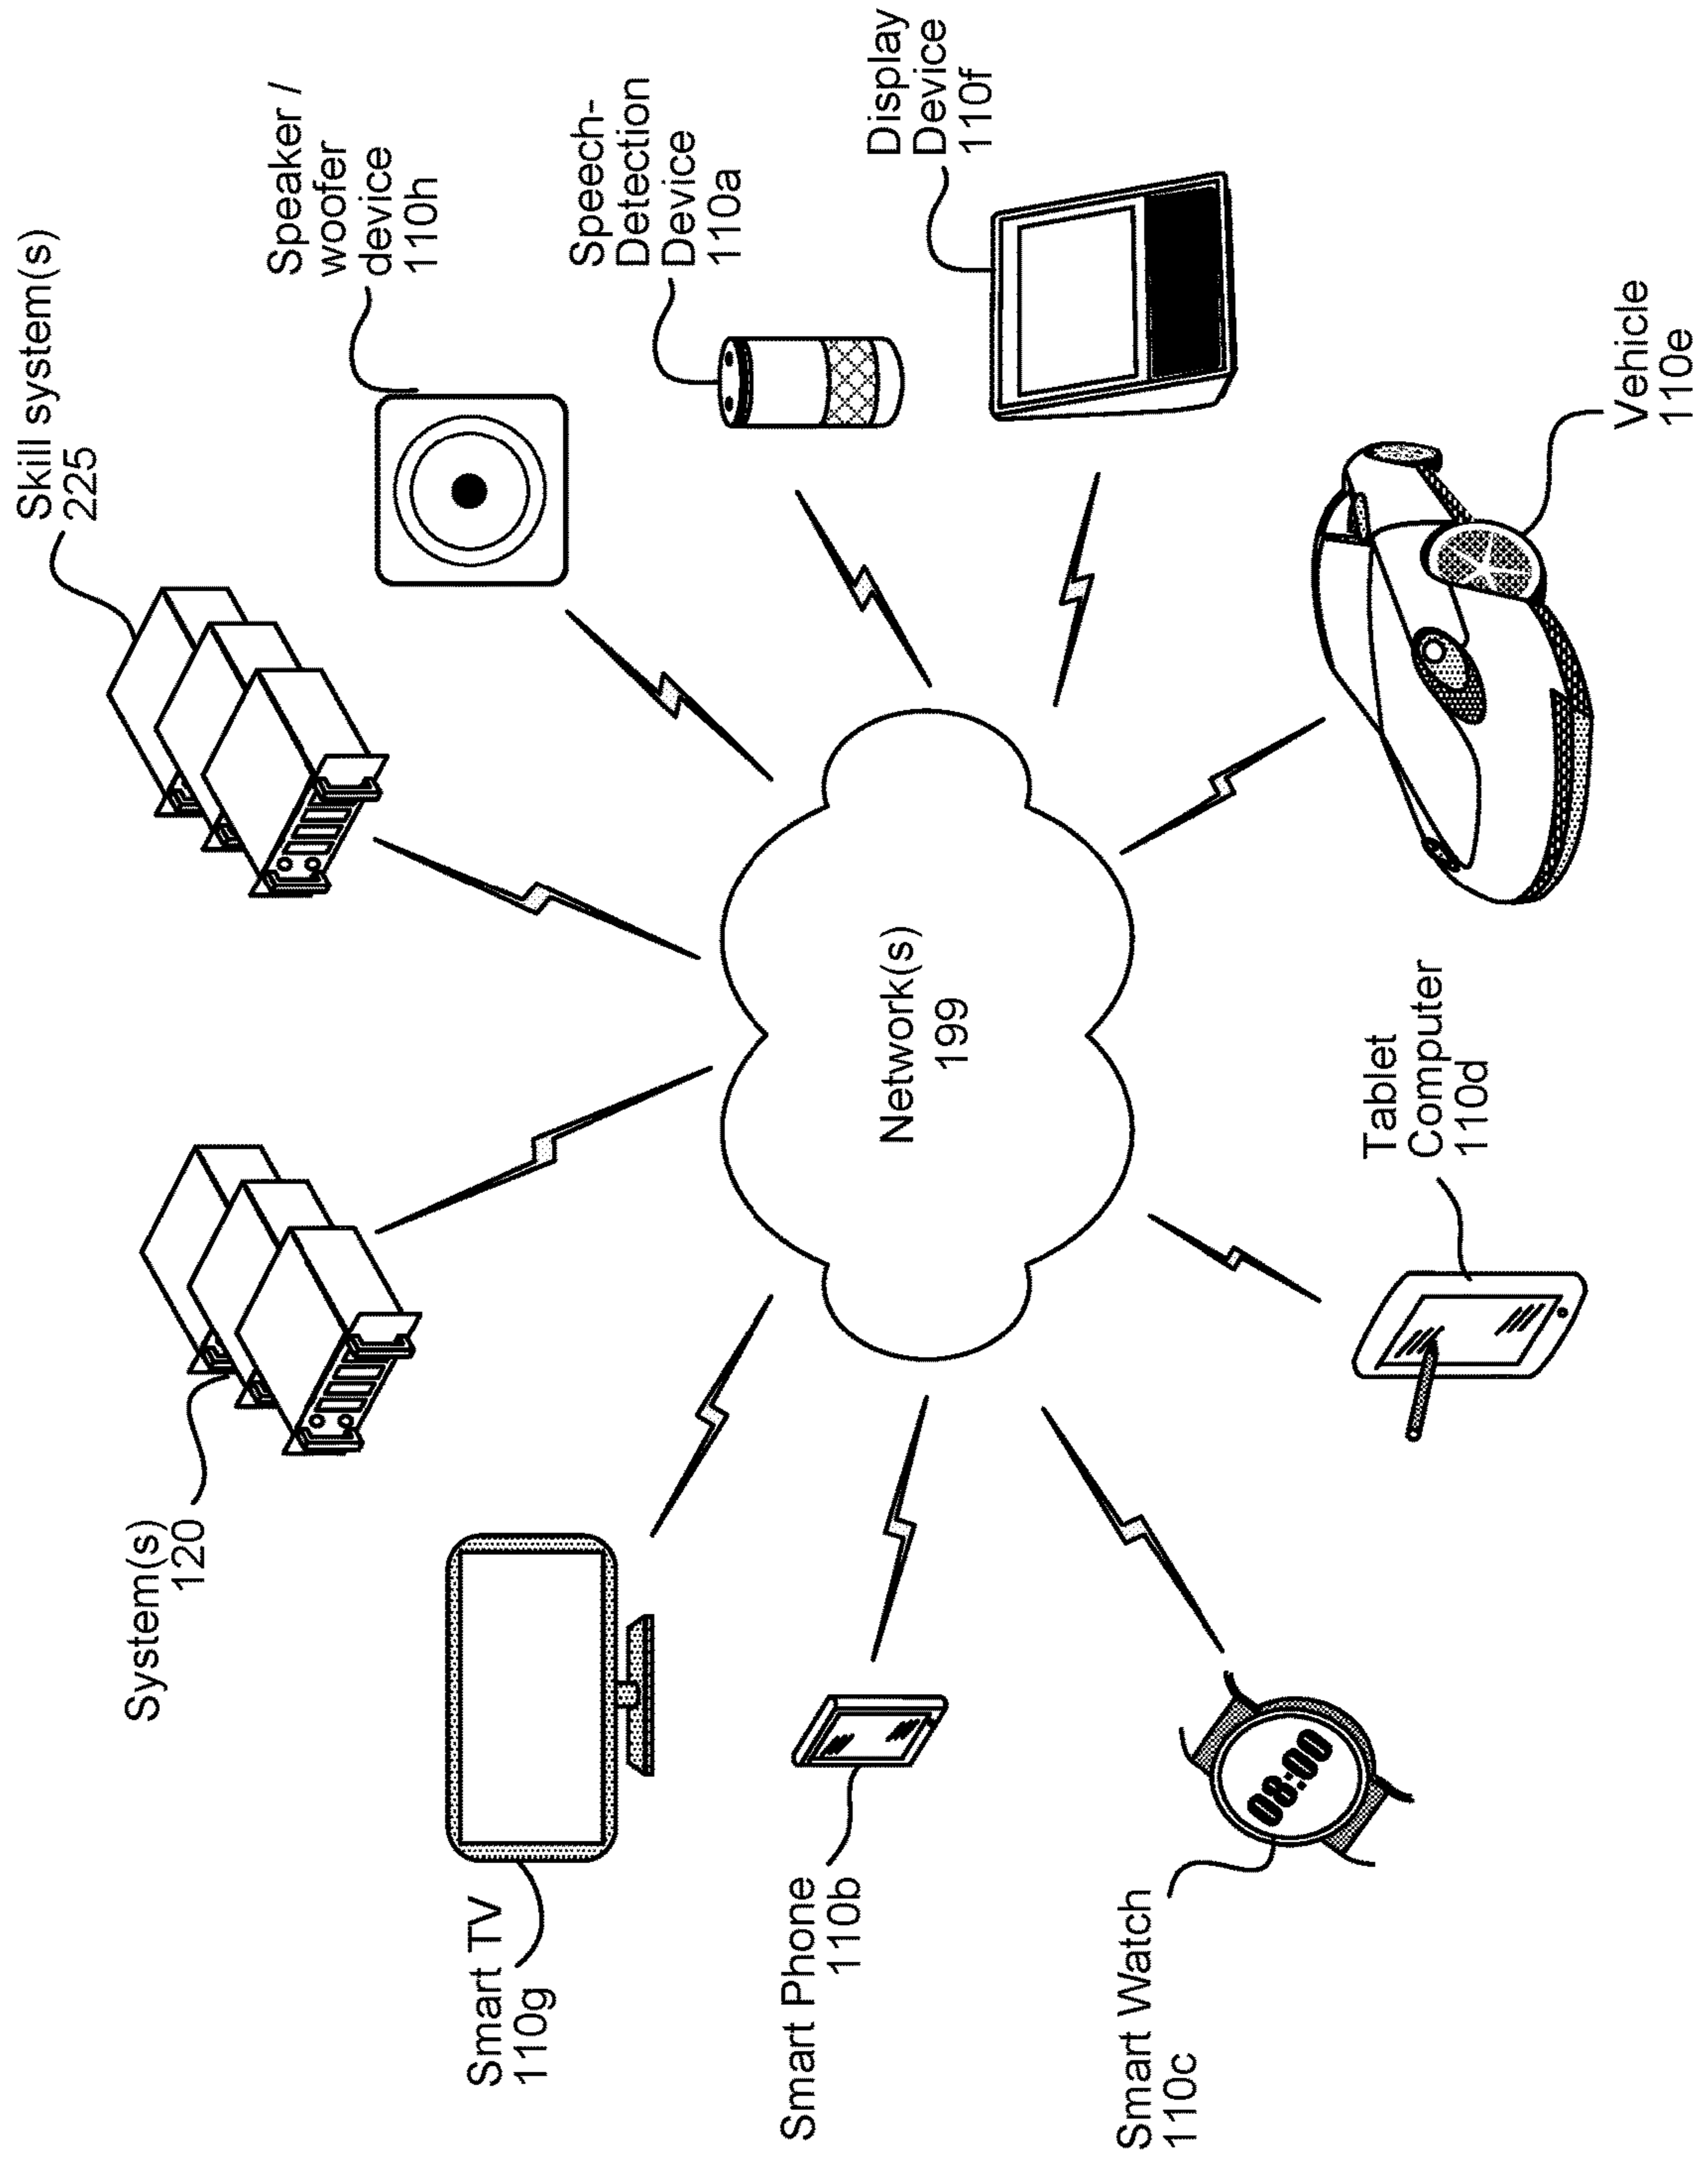 System(s)
120
Skill system(s)
225
Speaker /
woofer
device
110h
Smart TV
110g
Speech-
Detection
Device
110a
Smart Phone
110b
Network(s)
199
Display
Device
110f
Smart Watch
110c
08:00
Tablet
Computer
110d
Vehicle
110e